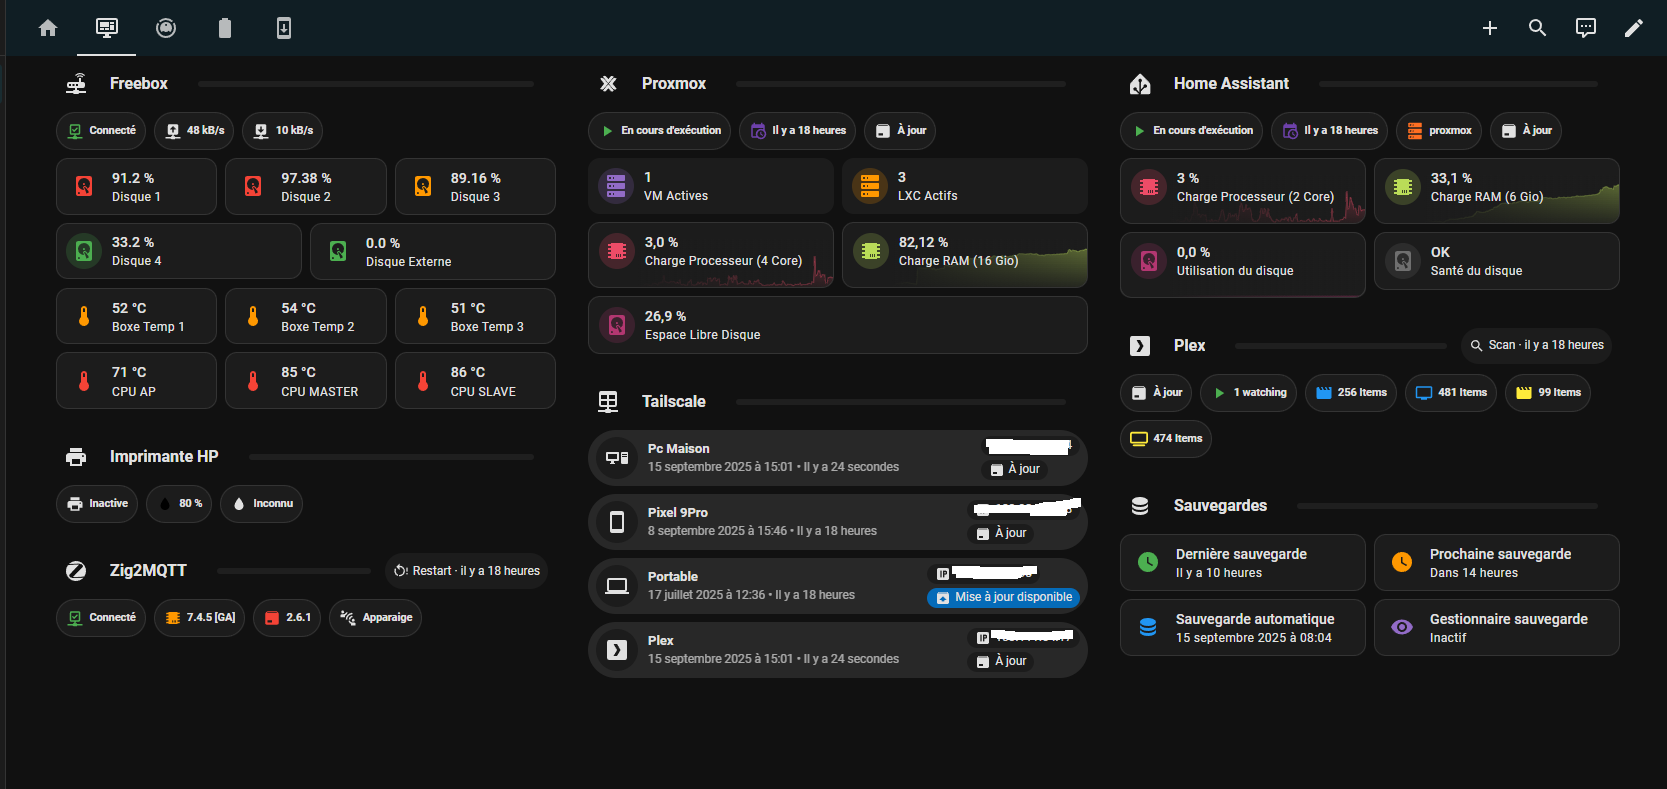 Freebox
Connecté
48 kB/s
10 kB/s
91.2 %
Disque 1
97.38 %
Disque 2
89.16 %
Disque 3
33.2 %
Disque 4
0.0 %
Disque Externe
52 °C
Boxe Temp 1
54 °C
Boxe Temp 2
51 °C
Boxe Temp 3
71 °C
CPU AP
85 °C
CPU MASTER
86 °C
CPU SLAVE
Imprimante HP
Inactive
80 %
Inconnu
Zig2MQTT
Restart · il y a 18 heures
Connecté
7.4.5 [GA]
2.6.1
Apparaige
Proxmox
En cours d'exécution
Il y a 18 heures
À jour
1
VM Actives
3
LXC Actifs
3,0 %
Charge Processeur (4 Core)
82,12 %
Charge RAM (16 Gio)
26,9 %
Espace Libre Disque
Tailscale
Pc Maison
15 septembre 2025 à 15:01 • Il y a 24 secondes
À jour
Pixel 9Pro
8 septembre 2025 à 15:46 • Il y a 18 heures
À jour
Portable
17 juillet 2025 à 12:36 • Il y a 18 heures
IP
Mise à jour disponible
Plex
15 septembre 2025 à 15:01 • Il y a 24 secondes
IP
À jour
Home Assistant
En cours d'exécution
Il y a 18 heures
proxmox
À jour
3 %
Charge Processeur (2 Core)
33,1 %
Charge RAM (6 Gio)
0,0 %
Utilisation du disque
OK
Santé du disque
Plex
Scan · il y a 18 heures
À jour
1 watching
256 Items
481 Items
99 Items
474 Items
Sauvegardes
Dernière sauvegarde
Il y a 10 heures
Prochaine sauvegarde
Dans 14 heures
Sauvegarde automatique
15 septembre 2025 à 08:04
Gestionnaire sauvegarde
Inactif